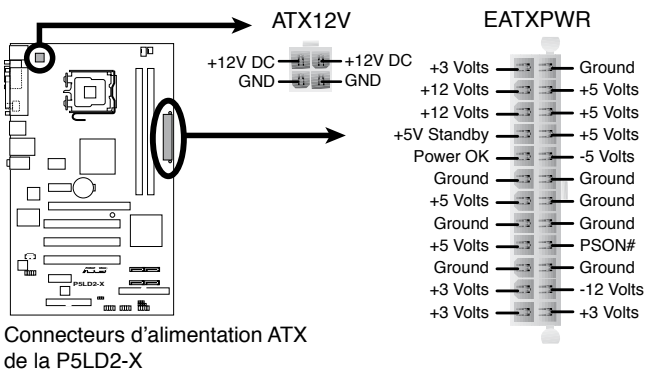 ATX12V
+12V DC +12V DC
GND GND
EATXPWR
+3 Volts Ground
+12 Volts +5 Volts
+12 Volts +5 Volts
+5V Standby +5 Volts
Power OK -5 Volts
Ground Ground
+5 Volts Ground
Ground Ground
+5 Volts PSON#
Ground Ground
+3 Volts -12 Volts
+3 Volts +3 Volts
ASUS
P5LD2-X
Connecteurs d’alimentation ATX
de la P5LD2-X